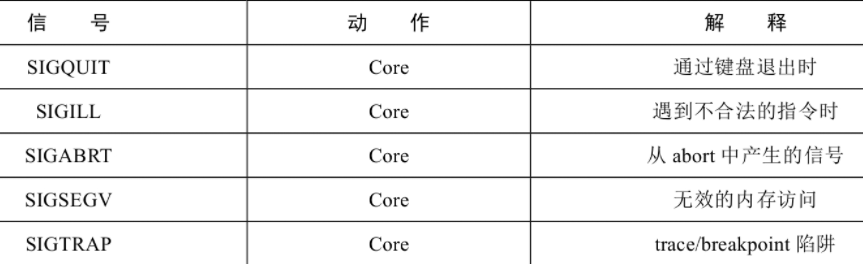 信 号 动 作 解 释
SIGQUIT Core 通过键盘退出时
SIGILL Core 遇到不合法的指令时
SIGABRT Core 从 abort 中产生的信号
SIGSEGV Core 无效的内存访问
SIGTRAP Core trace/breakpoint 陷阱